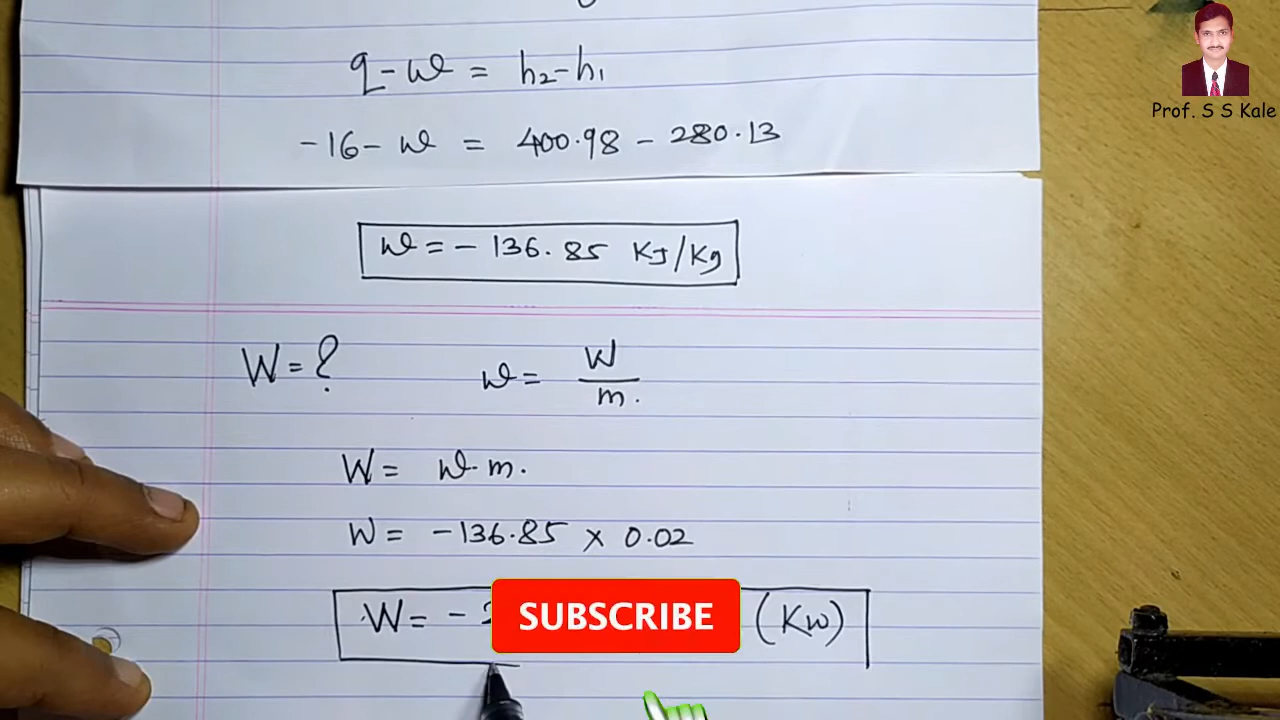 q - w = h₂ - h₁
Prof. S S Kale
-16 - w = 400.98 - 280.13
w = - 136.85 KJ/Kg
W = ?
w = W/m.
W = w. m.
W = -136.85 × 0.02
W = - 2
SUBSCRIBE
(Kw)